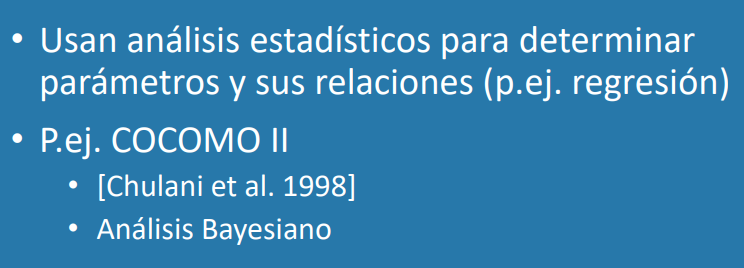 • Usan análisis estadísticos para determinar
parámetros y sus relaciones (p.ej. regresión)
• P.ej. COCOMO II
• [Chulani et al. 1998]
• Análisis Bayesiano